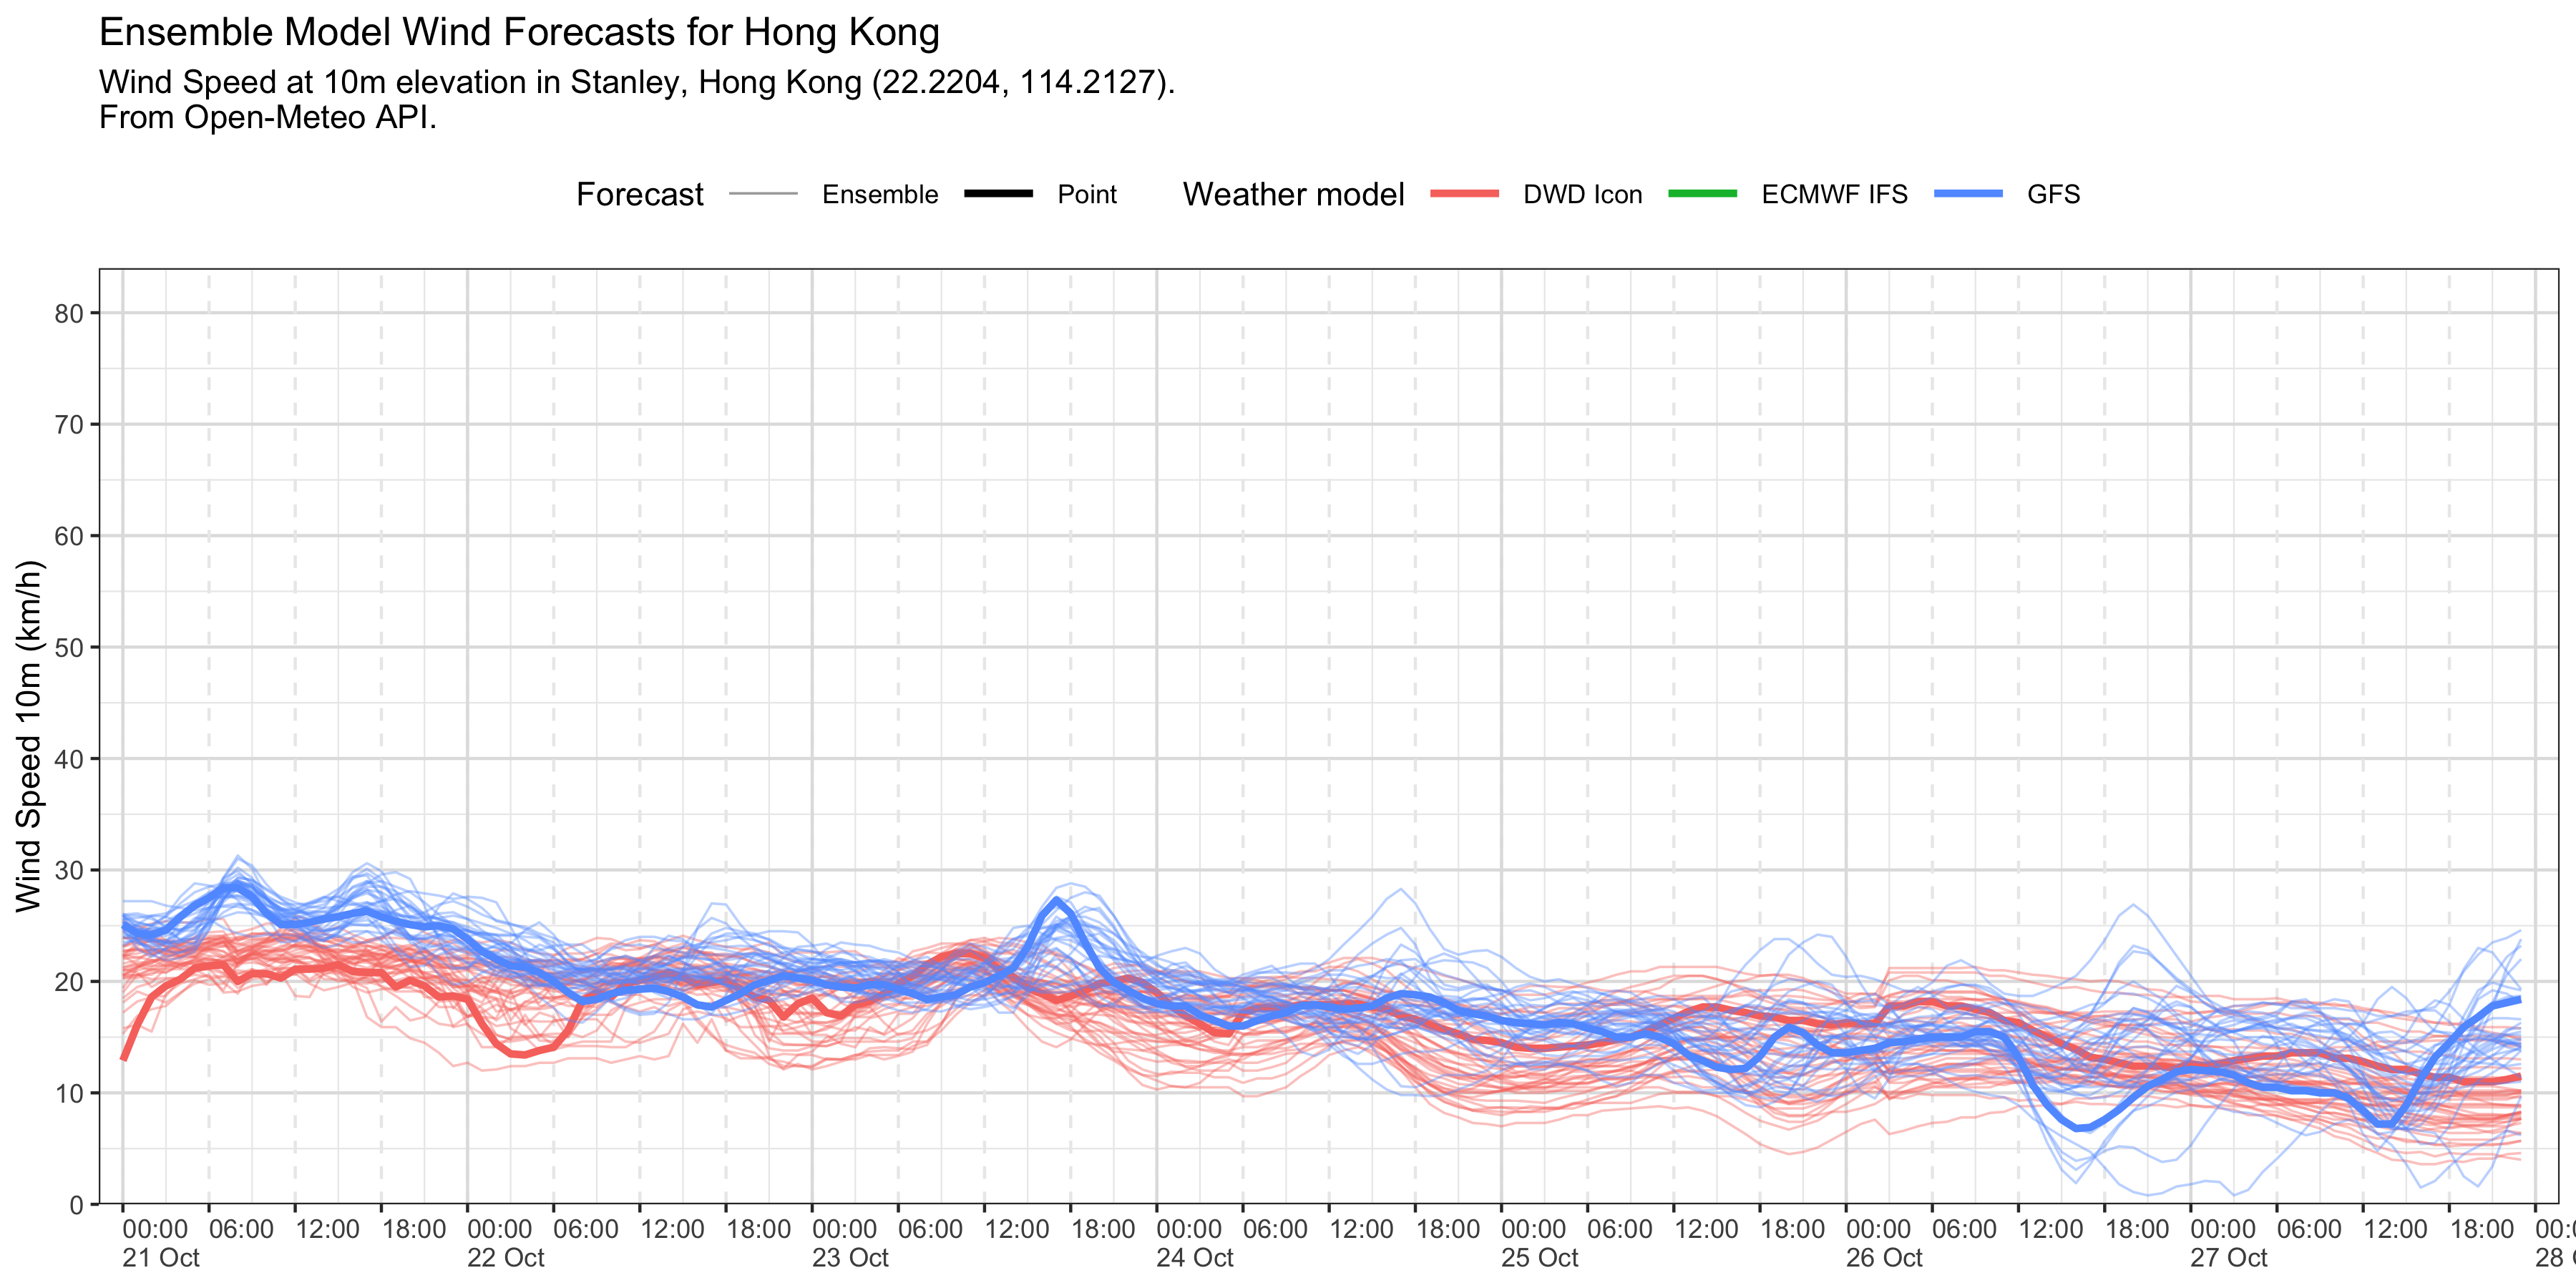 Ensemble Model Wind Forecasts for Hong Kong
Wind Speed at 10m elevation in Stanley, Hong Kong (22.2204, 114.2127).
From Open-Meteo API.
Forecast Ensemble Point Weather model DWD Icon ECMWF IFS GFS
Wind Speed 10m (km/h)
80
70
60
50
40
30
20
10
0
00:00 06:00 12:00 18:00 00:00 06:00 12:00 18:00 00:00 06:00 12:00 18:00 00:00 06:00 12:00 18:00 00:00 06:00 12:00 18:00 00:00 06:00 12:00 18:00 00:00 06:00 12:00 18:00
21 Oct 22 Oct 23 Oct 24 Oct 25 Oct 26 Oct 27 Oct 28